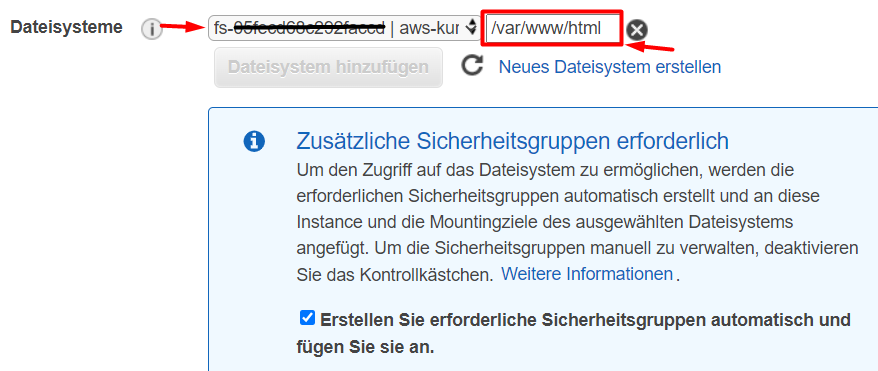 Dateisysteme i fs- | aws-kur /var/www/html
Dateisystem hinzufügen Neues Dateisystem erstellen
Zusätzliche Sicherheitsgruppen erforderlich
Um den Zugriff auf das Dateisystem zu ermöglichen, werden die
erforderlichen Sicherheitsgruppen automatisch erstellt und an diese
Instance und die Mountingziele des ausgewählten Dateisystems
angefügt. Um die Sicherheitsgruppen manuell zu verwalten, deaktivieren
Sie das Kontrollkästchen. Weitere Informationen .
Erstellen Sie erforderliche Sicherheitsgruppen automatisch und
fügen Sie sie an.